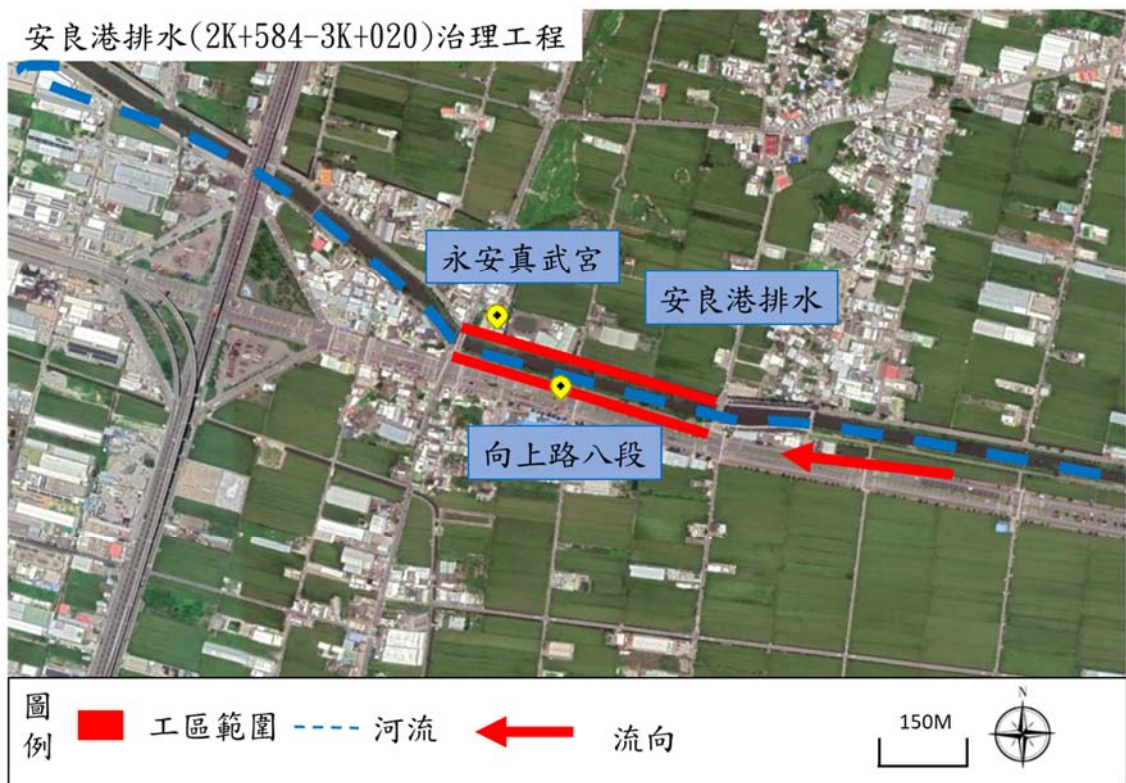 安良港排水(2K+584-3K+020)治理工程
永安真武宮
安良港排水
向上路八段
圖例
工區範圍
河流
流向
150M
N